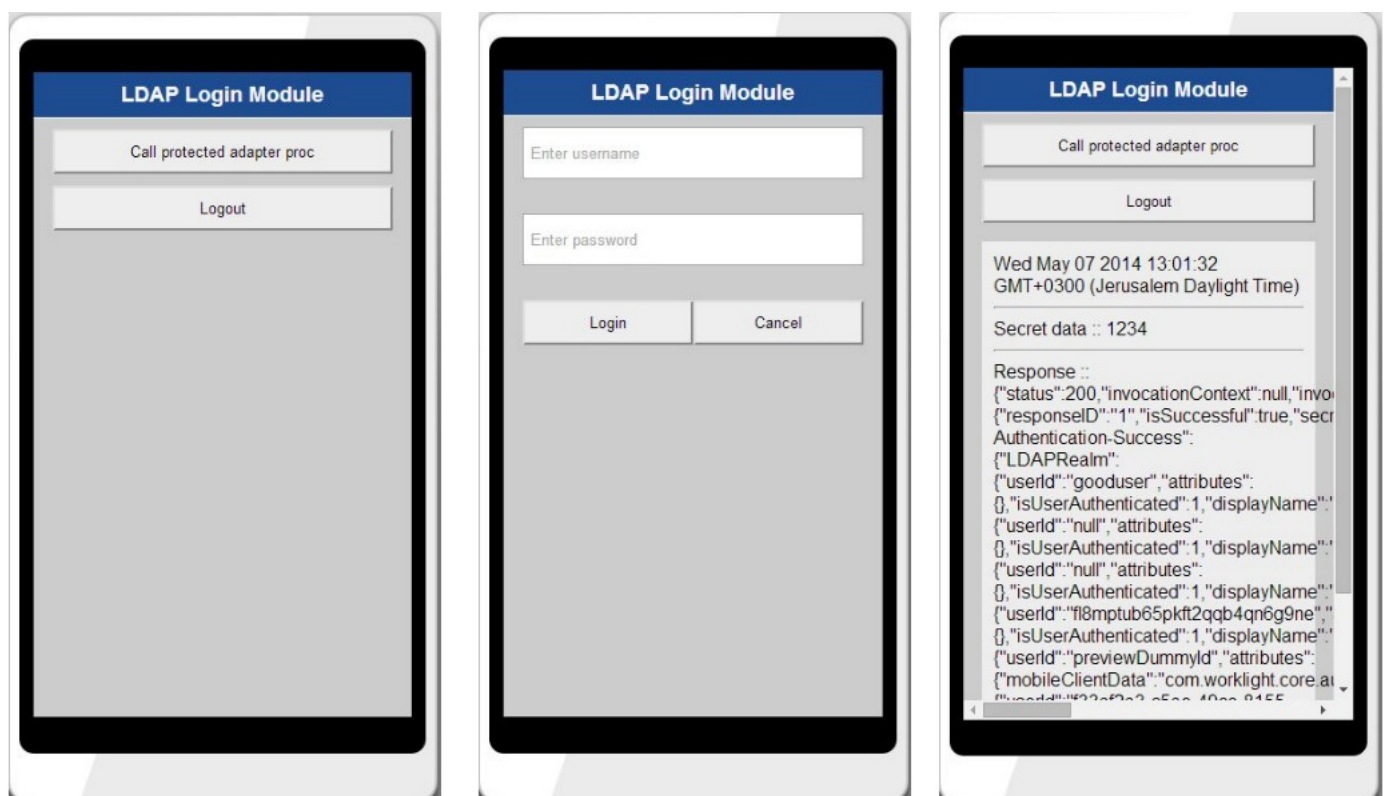 LDAP Login Module
Call protected adapter proc
Logout
LDAP Login Module
Enter username
Enter password
Login
Cancel
LDAP Login Module
Call protected adapter proc
Logout
Wed May 07 2014 13:01:32
GMT+0300 (Jerusalem Daylight Time)
Secret data :: 1234
Response ::
{"status":200,"invocationContext":null,"invo
{"responseID":"1","isSuccessful":true,"secr
Authentication-Success":
{"LDAPRealm":
{"userId":"gooduser","attributes":
{},"isUserAuthenticated":1,"displayName":"
{"userId":"null","attributes":
{},"isUserAuthenticated":1,"displayName":"
{"userId":"null","attributes":
{},"isUserAuthenticated":1,"displayName":"
{"userId":"fl8mptub65pkft2qqb4qn6g9ne","
{},"isUserAuthenticated":1,"displayName":"
{"userId":"previewDummyId","attributes":
{"mobileClientData":"com.worklight.core.au